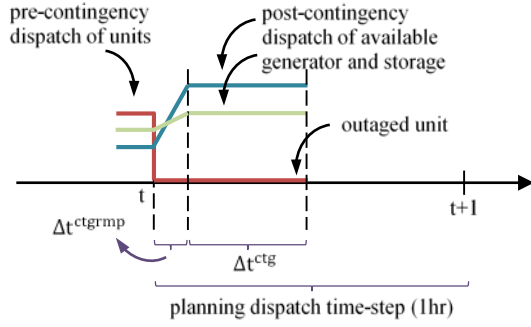 pre-contingency
dispatch of units
post-contingency
dispatch of available
generator and storage
outaged unit
t
t+1
Δt^ctgrmp
Δt^ctg
planning dispatch time-step (1hr)